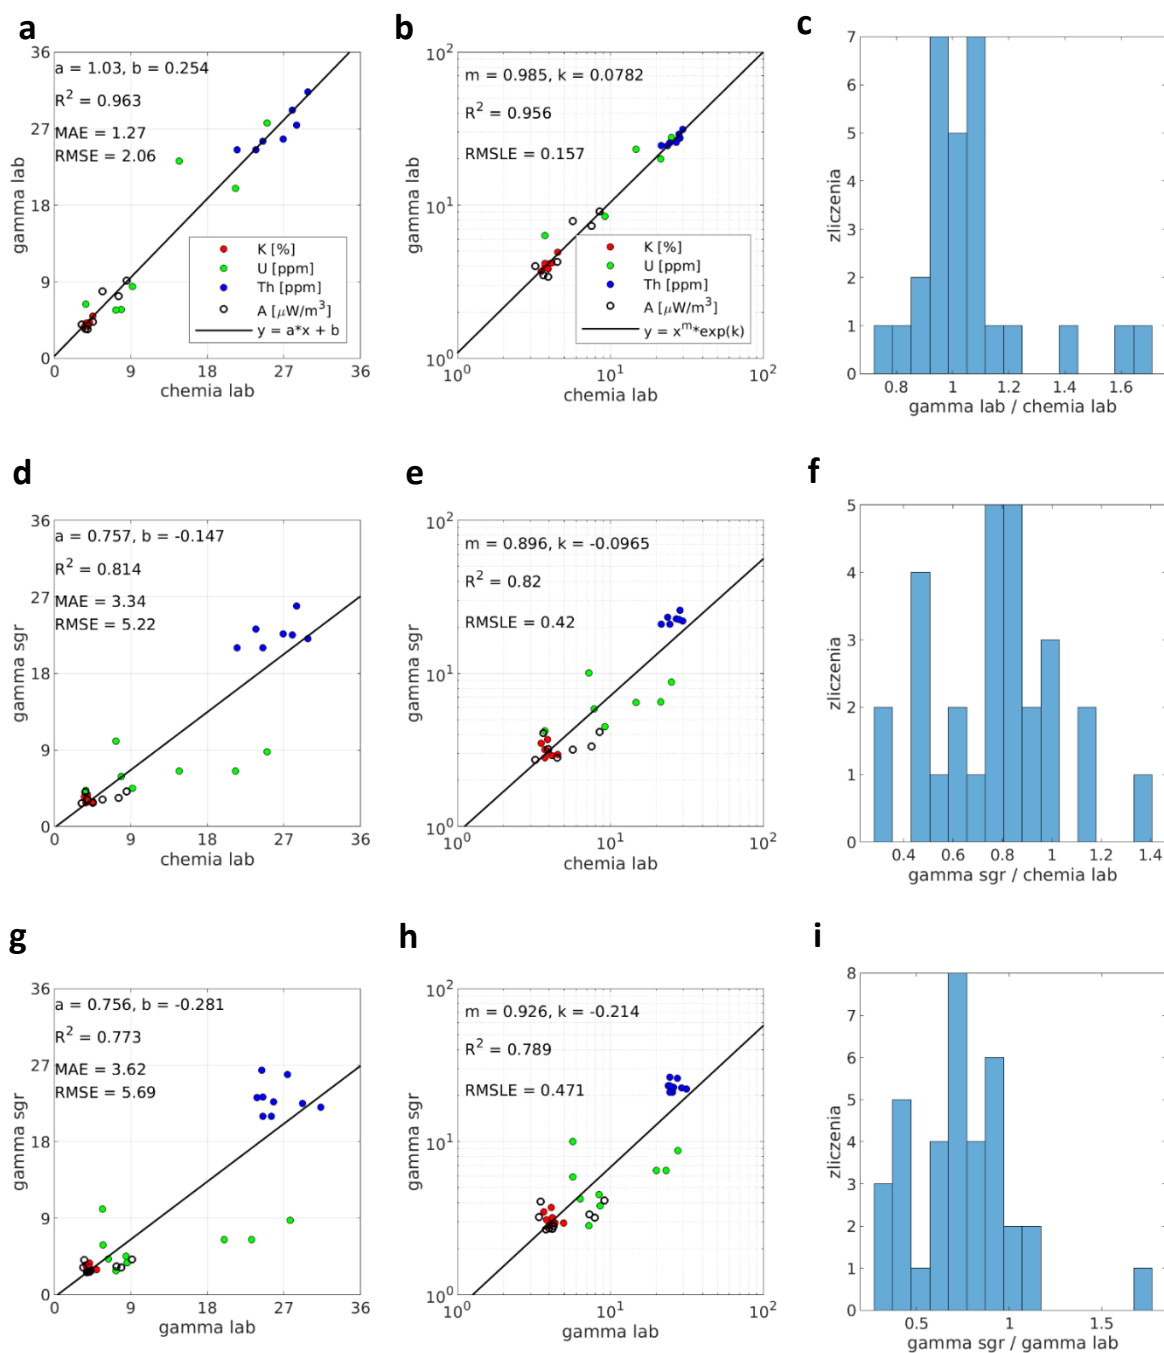 a
36
27
18
9
0
0
9
18
27
36
gamma lab
chemia lab
a = 1.03, b = 0.254
R² = 0.963
MAE = 1.27
RMSE = 2.06
K [%]
U [ppm]
Th [ppm]
A [μW/m³]
y = a*x + b
b
10²
10¹
10⁰
10⁰
10¹
10²
gamma lab
chemia lab
m = 0.985, k = 0.0782
R² = 0.956
RMSLE = 0.157
K [%]
U [ppm]
Th [ppm]
A [μW/m³]
y = xᵐ*exp(k)
c
7
6
5
4
3
2
1
0
0.8
1
1.2
1.4
1.6
zliczenia
gamma lab / chemia lab
d
36
27
18
9
0
0
9
18
27
36
gamma sgr
chemia lab
a = 0.757, b = -0.147
R² = 0.814
MAE = 3.34
RMSE = 5.22
e
10²
10¹
10⁰
10⁰
10¹
10²
gamma sgr
chemia lab
m = 0.896, k = -0.0965
R² = 0.82
RMSLE = 0.42
f
5
4
3
2
1
0
0.4
0.6
0.8
1
1.2
1.4
zliczenia
gamma sgr / chemia lab
g
36
27
18
9
0
0
9
18
27
36
gamma sgr
gamma lab
a = 0.756, b = -0.281
R² = 0.773
MAE = 3.62
RMSE = 5.69
h
10²
10¹
10⁰
10⁰
10¹
10²
gamma sgr
gamma lab
m = 0.926, k = -0.214
R² = 0.789
RMSLE = 0.471
i
8
7
6
5
4
3
2
1
0
0.5
1
1.5
zliczenia
gamma sgr / gamma lab